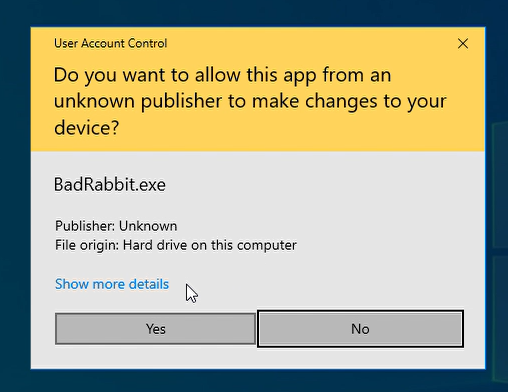 User Account Control
Do you want to allow this app from an
unknown publisher to make changes to your
device?
BadRabbit.exe
Publisher: Unknown
File origin: Hard drive on this computer
Show more details
Yes
No